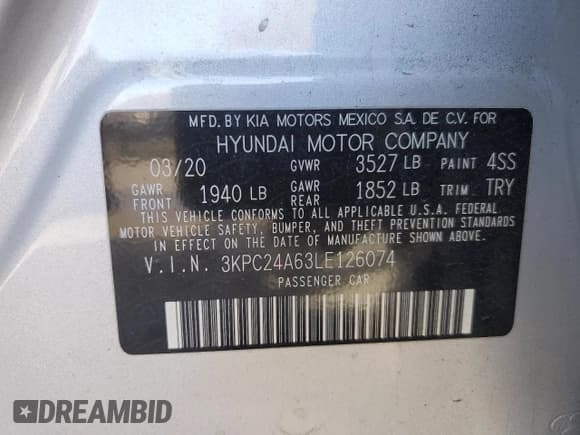 MFD. BY KIA MOTORS MEXICO S.A. DE C.V. FOR
HYUNDAI MOTOR COMPANY
03/20 GVWR 3527 LB PAINT 4SS
GAWR FRONT 1940 LB GAWR REAR 1852 LB TRIM TRY
THIS VEHICLE CONFORMS TO ALL APPLICABLE U.S.A. FEDERAL
MOTOR VEHICLE SAFETY, BUMPER, AND THEFT PREVENTION STANDARDS
IN EFFECT ON THE DATE OF MANUFACTURE SHOWN ABOVE.
V.I.N. 3KPC24A63LE126074
PASSENGER CAR
DREAMBID